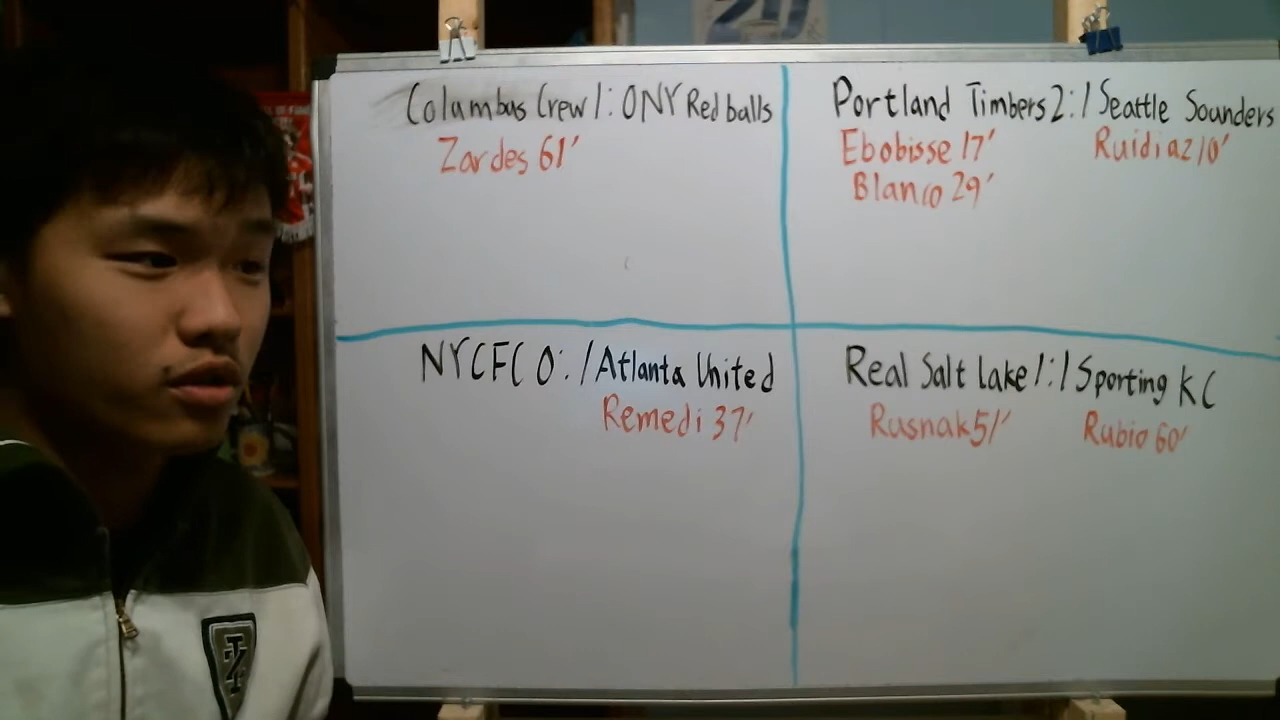 Columbus Crew 1:0 NY Red balls
Zardes 61'
Portland Timbers 2:1 Seattle Sounders
Ebobisse 17' Ruidiaz 10'
Blanco 29'
NYCFC 0:1 Atlanta United
Remedi 37'
Real Salt Lake 1:1 Sporting KC
Rusnak 51' Rubio 60'